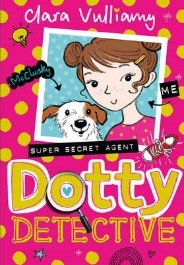 Clara Vulliamy
McClusky
ME
SUPER SECRET AGENT
Dotty
DETECTIVE